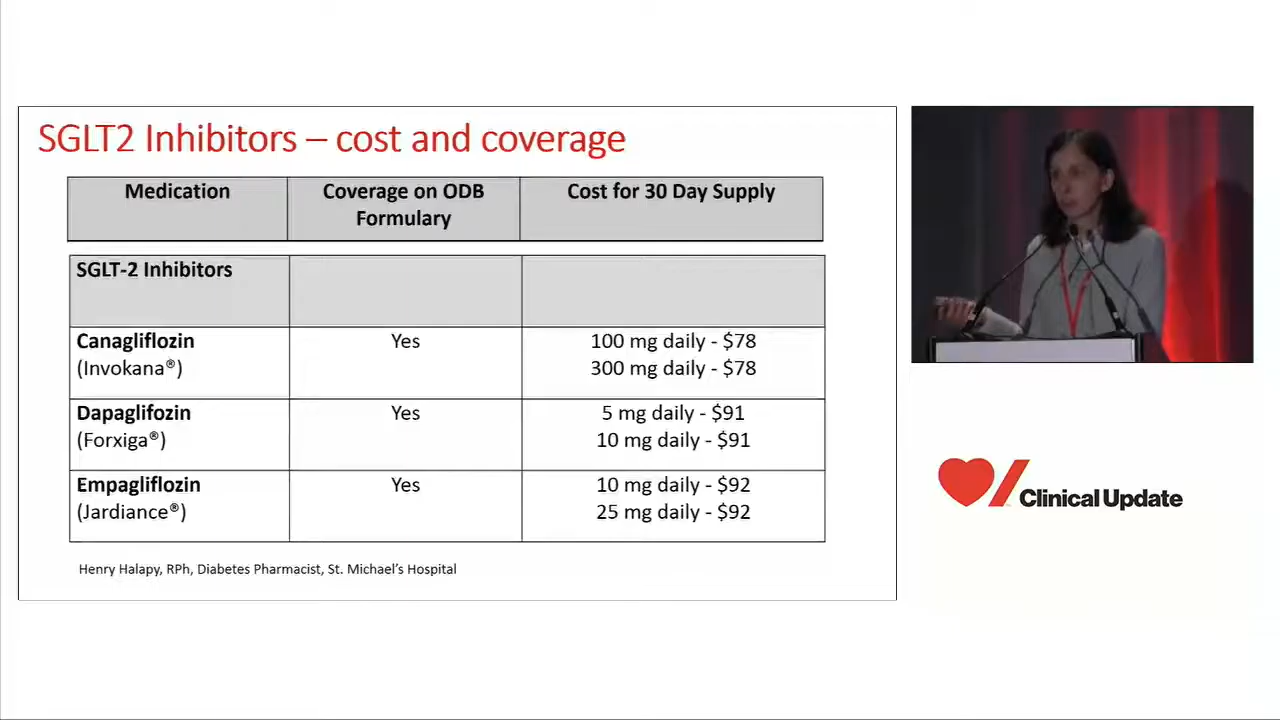 SGLT2 Inhibitors – cost and coverage
Medication
Coverage on ODB
Formulary
Cost for 30 Day Supply
SGLT-2 Inhibitors
Canagliflozin
(Invokana®)
Yes
100 mg daily - $78
300 mg daily - $78
Dapaglifozin
(Forxiga®)
Yes
5 mg daily - $91
10 mg daily - $91
Empagliflozin
(Jardiance®)
Yes
10 mg daily - $92
25 mg daily - $92
Henry Halapy, RPh, Diabetes Pharmacist, St. Michael’s Hospital
Clinical Update